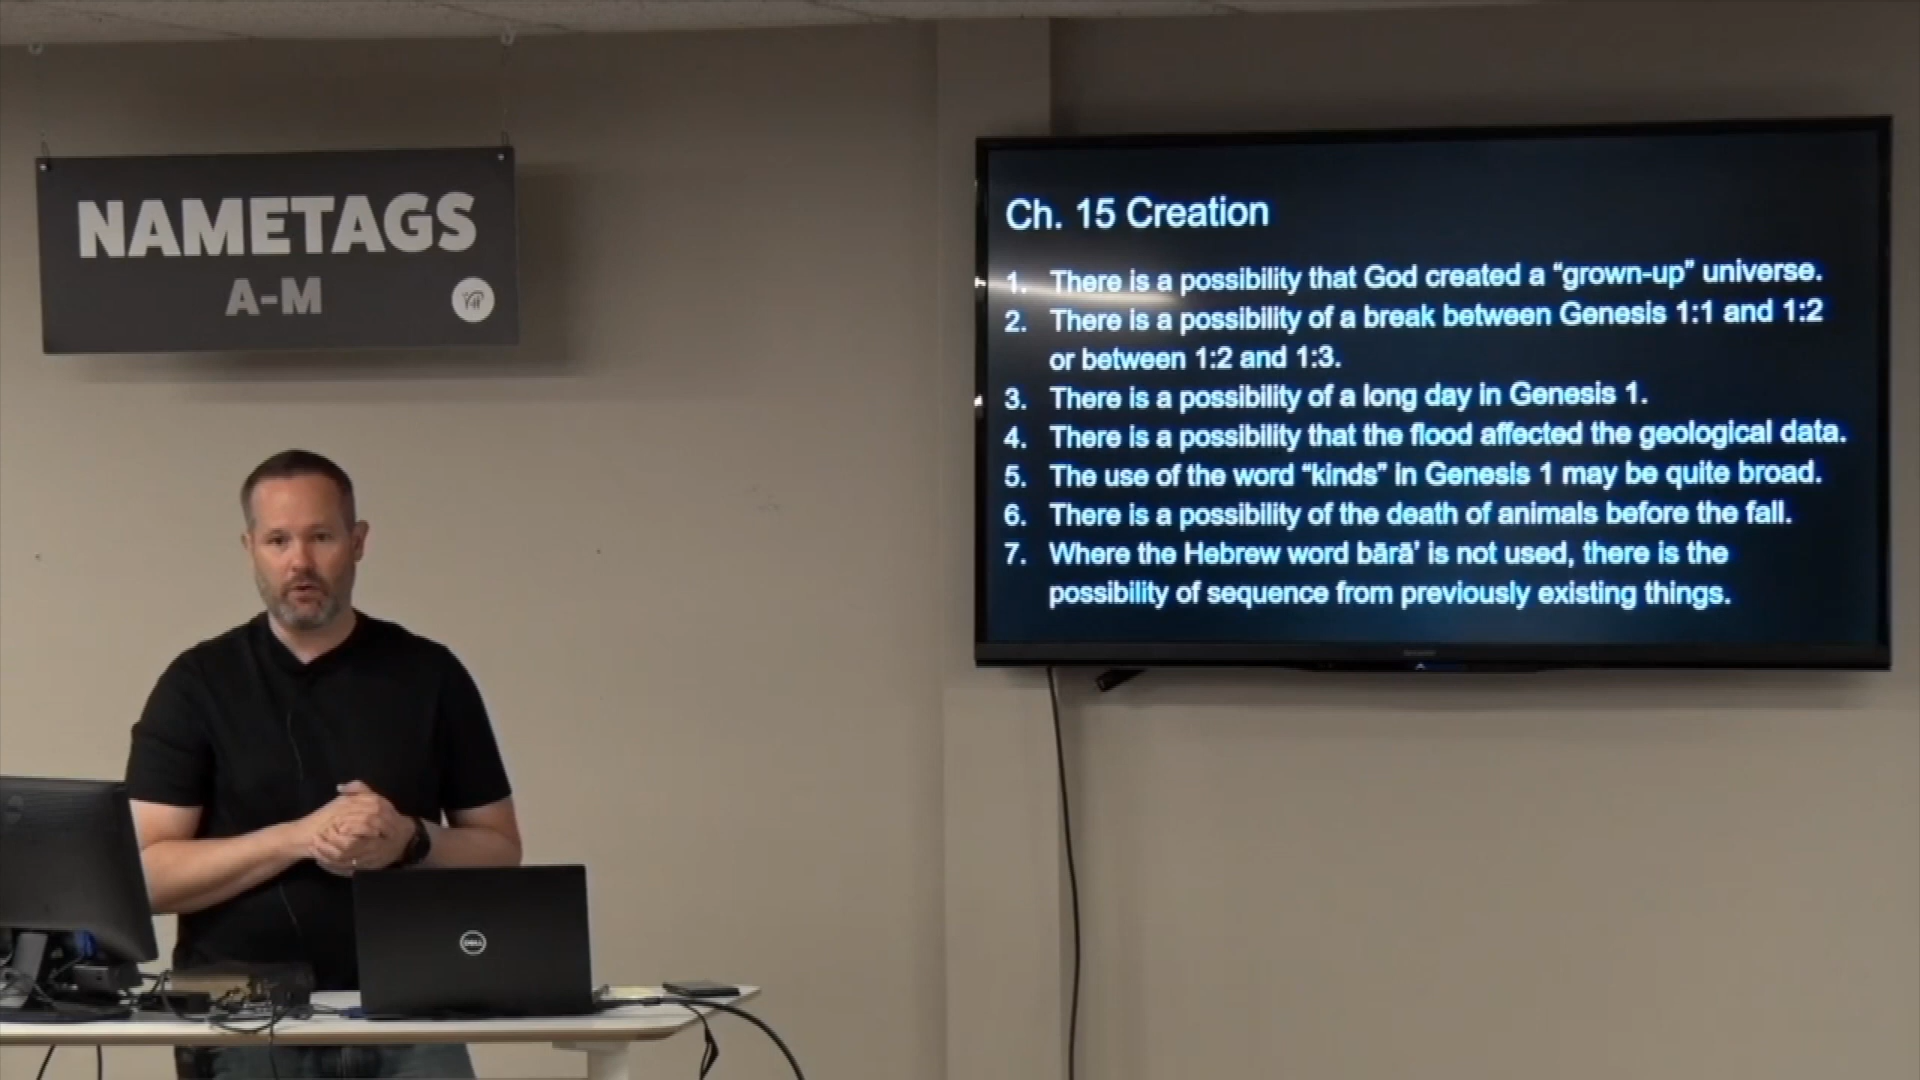 NAMETAGS
A-M
Ch. 15 Creation
1. There is a possibility that God created a “grown-up” universe.
2. There is a possibility of a break between Genesis 1:1 and 1:2
or between 1:2 and 1:3.
3. There is a possibility of a long day in Genesis 1.
4. There is a possibility that the flood affected the geological data.
5. The use of the word “kinds” in Genesis 1 may be quite broad.
6. There is a possibility of the death of animals before the fall.
7. Where the Hebrew word bārā’ is not used, there is the
possibility of sequence from previously existing things.
DELL